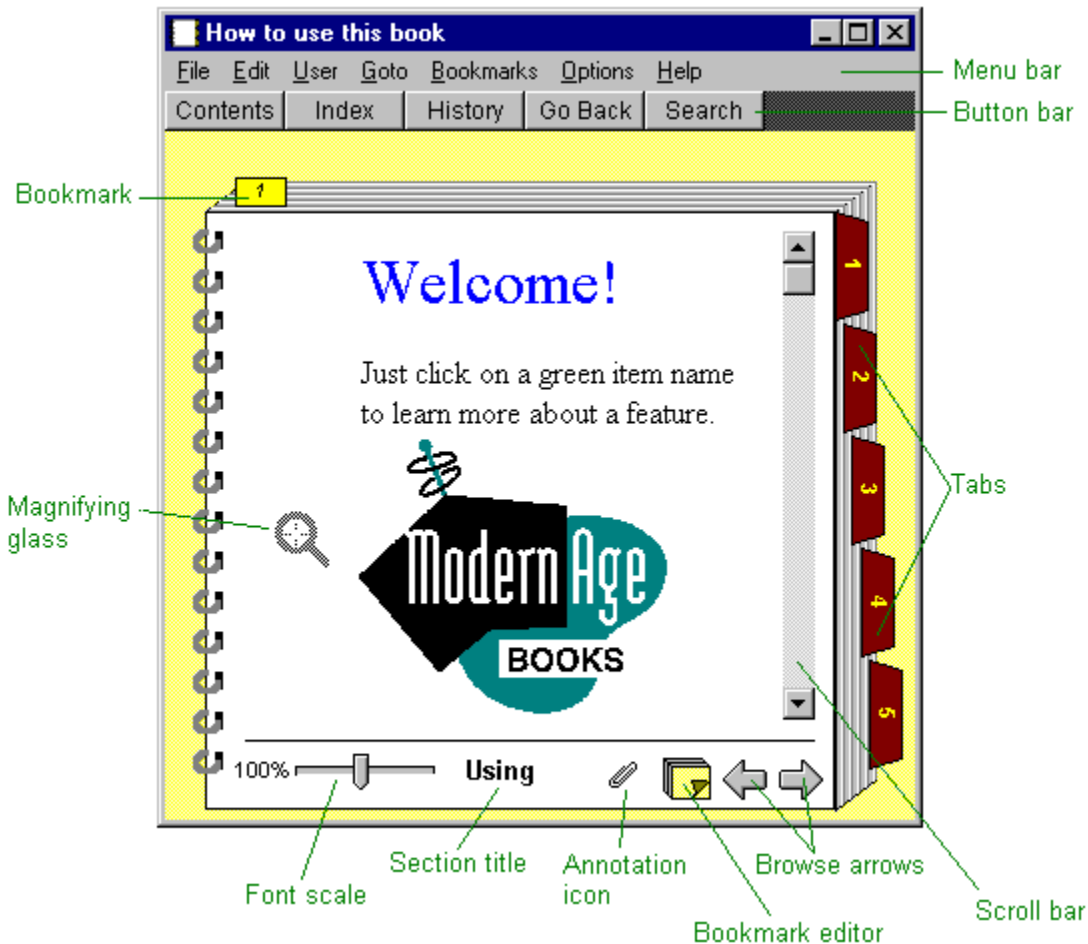 How to use this book
File Edit User Goto Bookmarks Options Help
Menu bar
Contents Index History Go Back Search
Button bar
Bookmark
1
Welcome!
1
Just click on a green item name
to learn more about a feature.
2
Tabs
3
Magnifying
glass
Modern Age
BOOKS
4
5
100%
Using
Section title
Annotation
icon
Browse arrows
Font scale
Scroll bar
Bookmark editor